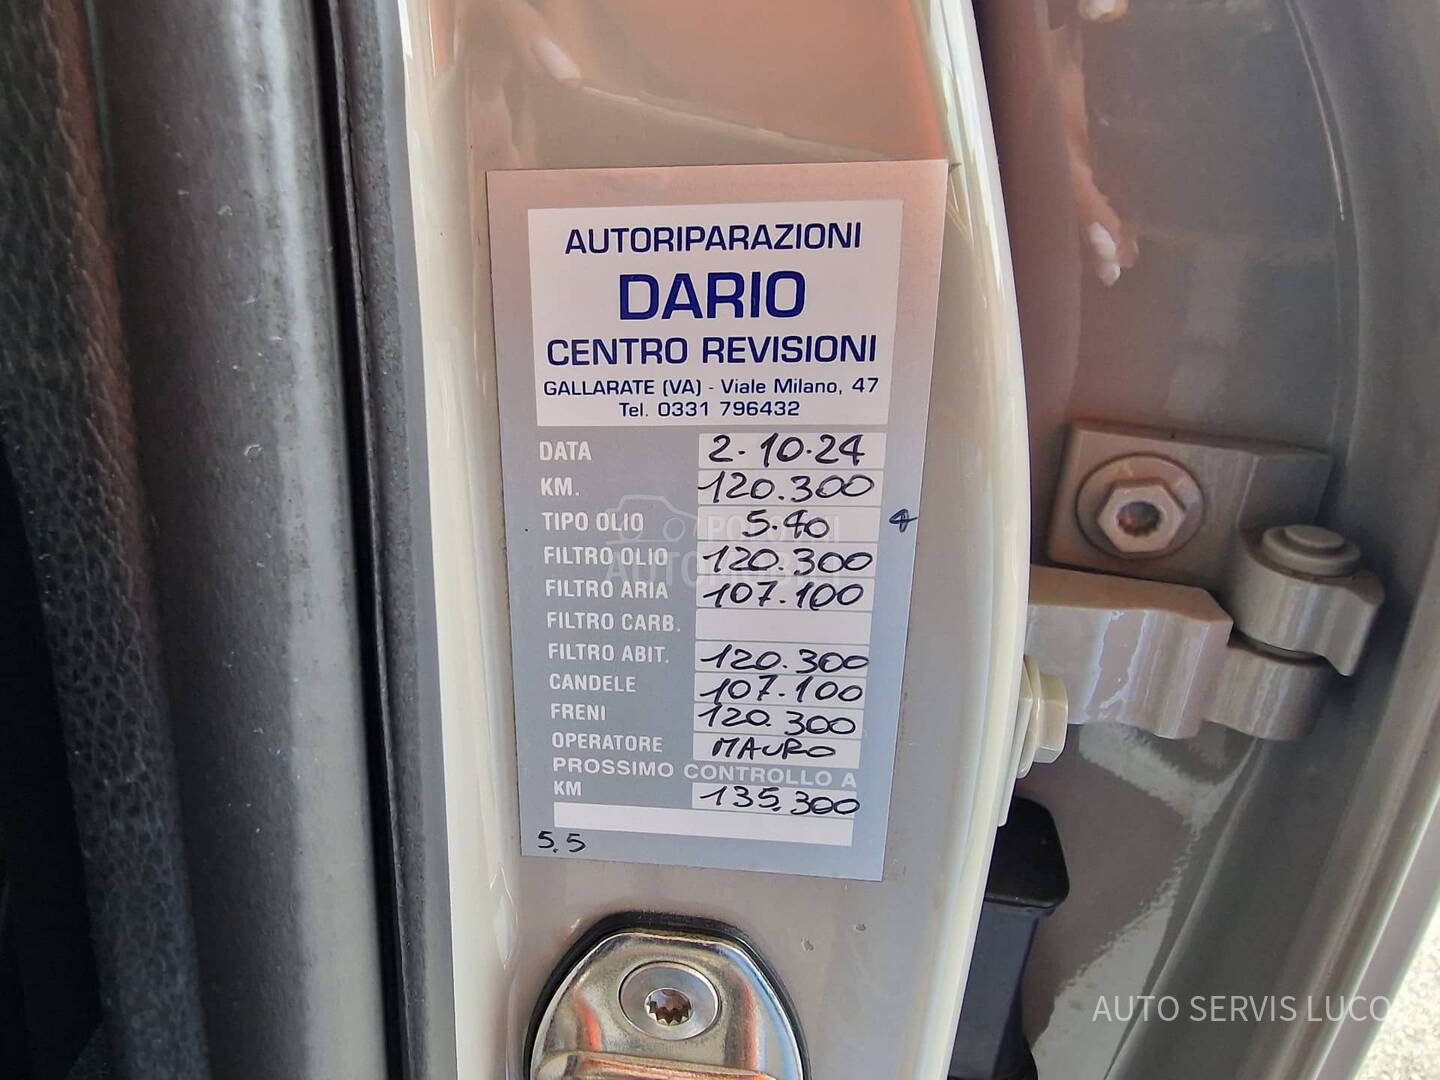 AUTORIPARAZIONI
DARIO
CENTRO REVISIONI
GALLARATE (VA) - Viale Milano, 47
Tel. 0331 796432
DATA 2.10.24
KM. 120.300
TIPO OLIO 5.40
FILTRO OLIO 120.300
FILTRO ARIA 107.100
FILTRO CARB.
FILTRO ABIT. 120.300
CANDELE 107.100
FRENI 120.300
OPERATORE MAURO
PROSSIMO CONTROLLO A
KM 135.300
5.5
POLOVNI
AUTOMOBILI
AUTO SERVIS LUCO